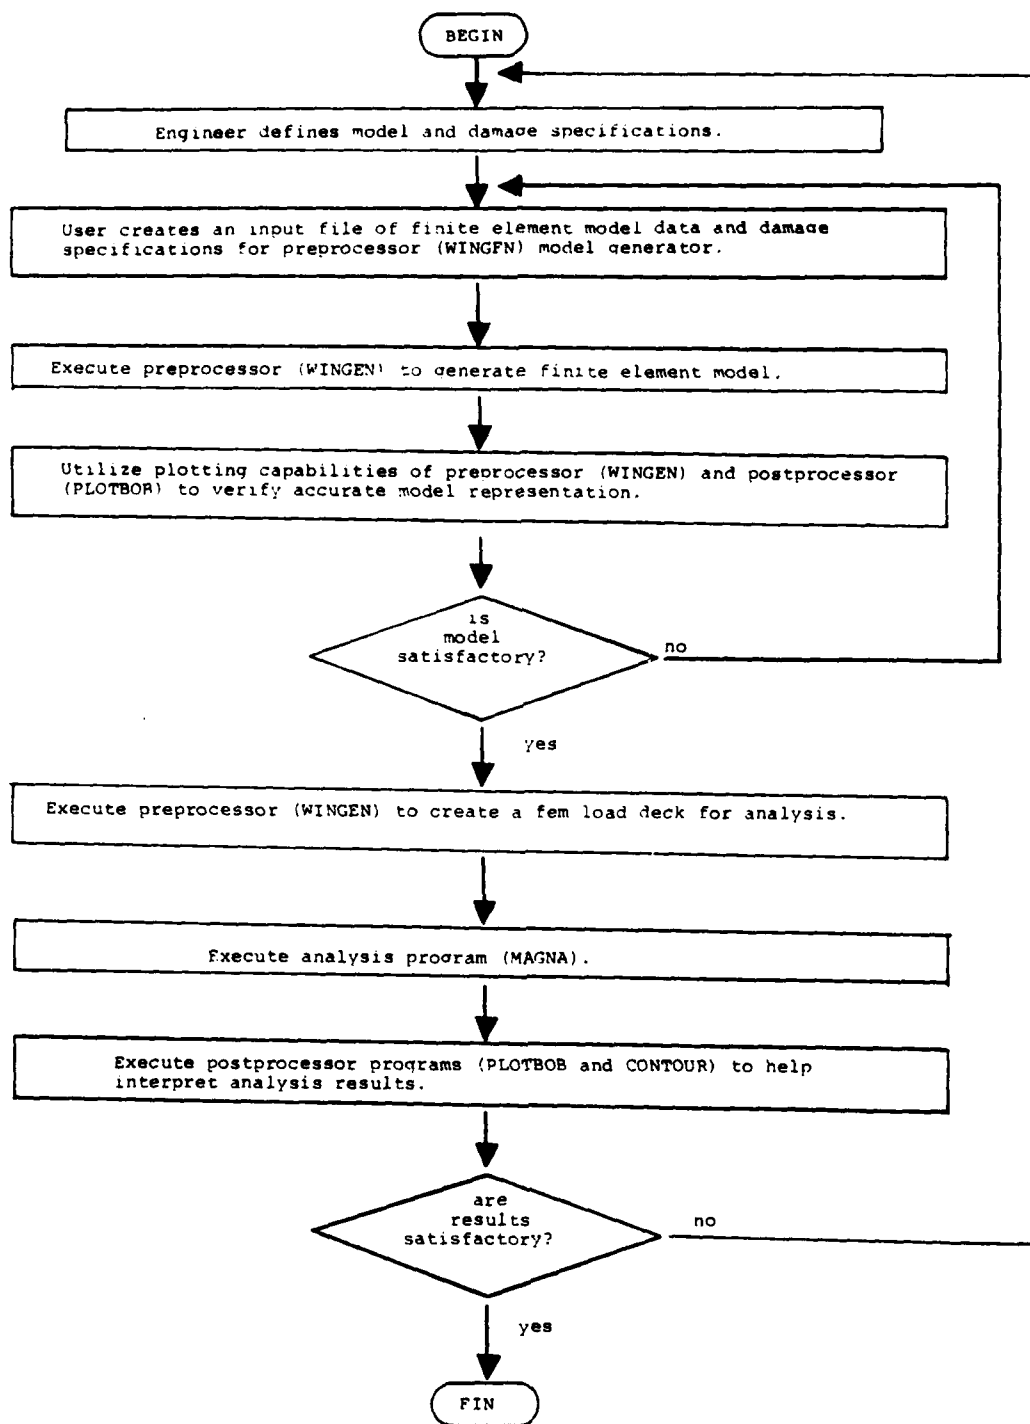 BEGIN
Engineer defines model and damage specifications.
User creates an input file of finite element model data and damage
specifications for preprocessor (WINGEN) model generator.
Execute preprocessor (WINGEN) to generate finite element model.
Utilize plotting capabilities of preprocessor (WINGEN) and postprocessor
(PLOTBOB) to verify accurate model representation.
is
model
satisfactory?
no
yes
Execute preprocessor (WINGEN) to create a fem load deck for analysis.
Execute analysis program (MAGNA).
Execute postprocessor programs (PLOTBOB and CONTOUR) to help
interpret analysis results.
are
results
satisfactory?
no
yes
FIN